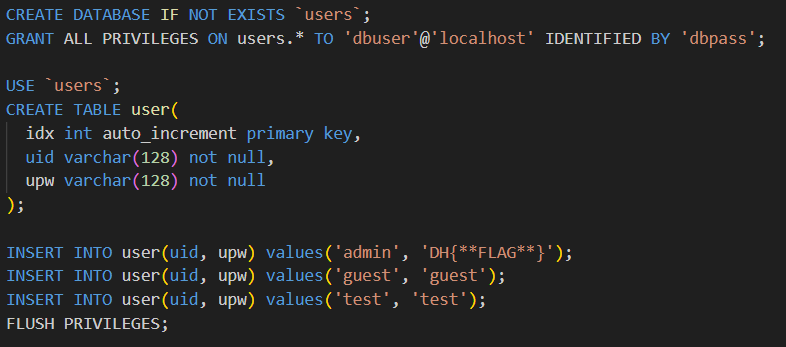 CREATE DATABASE IF NOT EXISTS `users`;
GRANT ALL PRIVILEGES ON users.* TO 'dbuser'@'localhost' IDENTIFIED BY 'dbpass';
USE `users`;
CREATE TABLE user(
idx int auto_increment primary key,
uid varchar(128) not null,
upw varchar(128) not null
);
INSERT INTO user(uid, upw) values('admin', 'DH{**FLAG**}');
INSERT INTO user(uid, upw) values('guest', 'guest');
INSERT INTO user(uid, upw) values('test', 'test');
FLUSH PRIVILEGES;